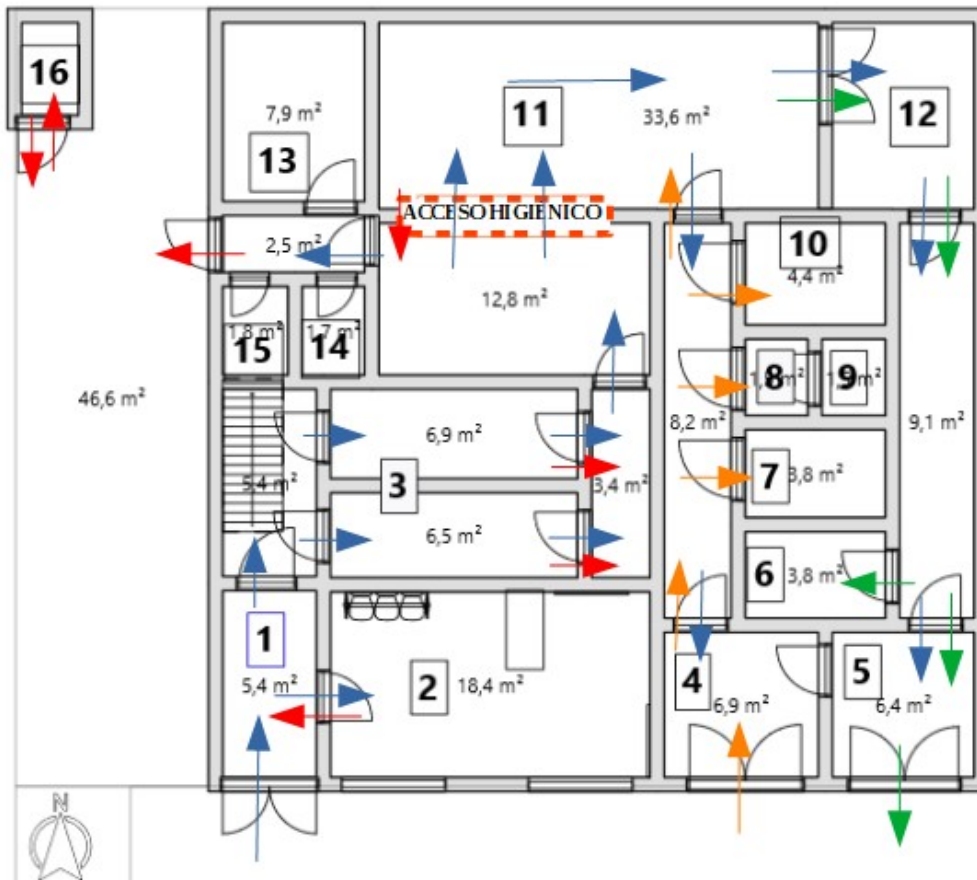 16
7,9 m²
13
11
33,6 m²
12
ACCESO HIGIENICO
2,5 m²
10
4,4 m²
12,8 m²
1,8 m²
1,7 m²
15
14
46,6 m²
6,9 m²
8
9
8,2 m²
9,1 m²
5,4 m²
3
3,4 m²
7
3,8 m²
6,5 m²
6
3,8 m²
1
5,4 m²
2
18,4 m²
4
6,9 m²
5
6,4 m²
N